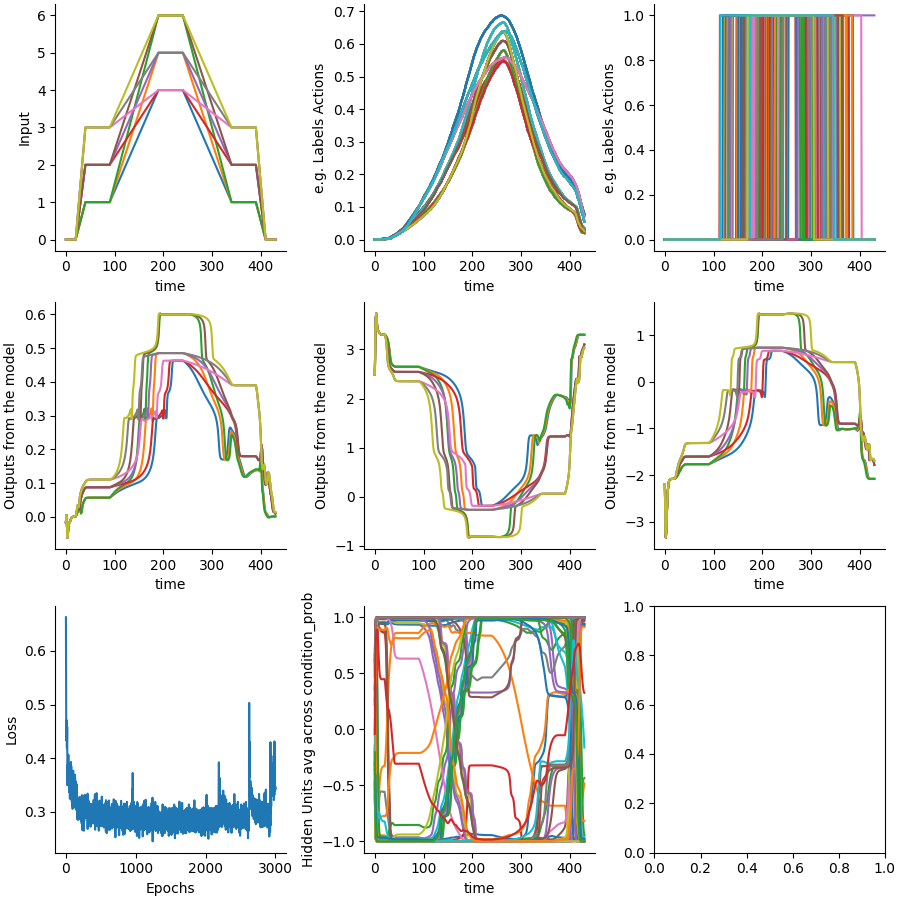 6
5
4
3
2
1
0
Input
0 100 200 300 400
time
0.7
0.6
0.5
0.4
0.3
0.2
0.1
0.0
e.g. Labels Actions
0 100 200 300 400
time
1.0
0.8
0.6
0.4
0.2
0.0
e.g. Labels Actions
0 100 200 300 400
time
0.6
0.5
0.4
0.3
0.2
0.1
0.0
Outputs from the model
0 100 200 300 400
time
3
2
1
0
−1
Outputs from the model
0 100 200 300 400
time
1
0
−1
−2
−3
Outputs from the model
0 100 200 300 400
time
0.6
0.5
0.4
0.3
Loss
0 1000 2000 3000
Epochs
1.0
0.5
0.0
−0.5
−1.0
Hidden Units avg across condition_prob
0 100 200 300 400
time
1.0
0.8
0.6
0.4
0.2
0.0
0.0 0.2 0.4 0.6 0.8 1.0